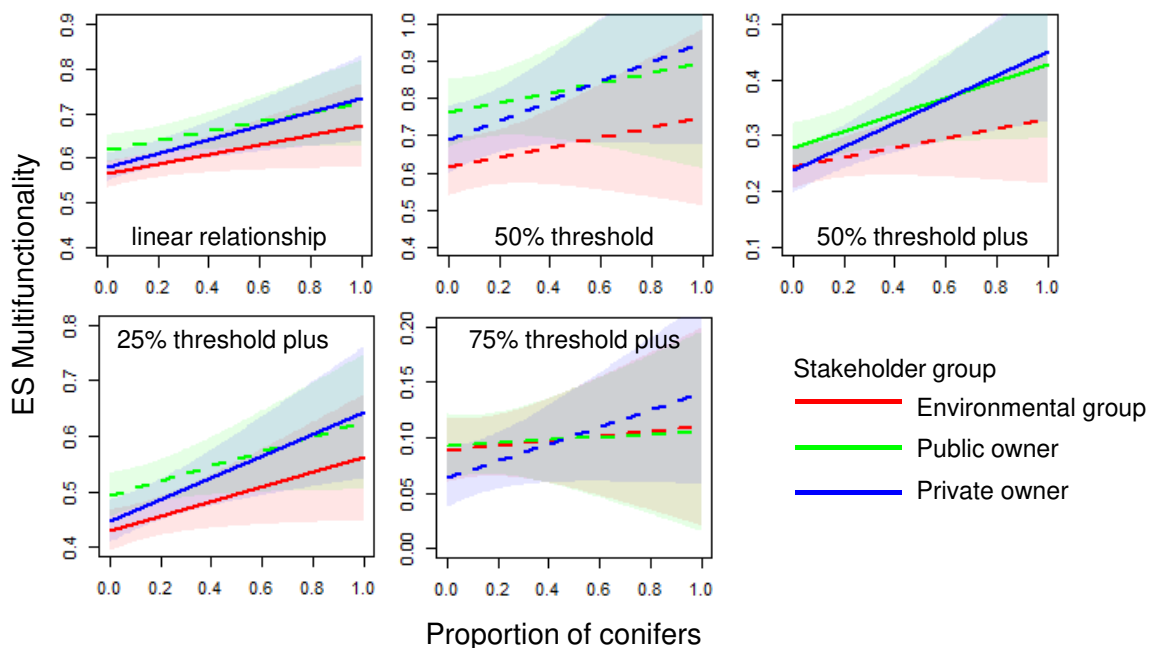 ES Multifunctionality
0.4 0.5 0.6 0.7 0.8 0.9
linear relationship
0.0 0.2 0.4 0.6 0.8 1.0
0.4 0.5 0.6 0.7 0.8 0.9 1.0
50% threshold
0.0 0.2 0.4 0.6 0.8 1.0
0.1 0.2 0.3 0.4 0.5
50% threshold plus
0.0 0.2 0.4 0.6 0.8 1.0
0.4 0.5 0.6 0.7 0.8
25% threshold plus
0.0 0.2 0.4 0.6 0.8 1.0
0.00 0.05 0.10 0.15 0.20
75% threshold plus
0.0 0.2 0.4 0.6 0.8 1.0
Stakeholder group
Environmental group
Public owner
Private owner
Proportion of conifers